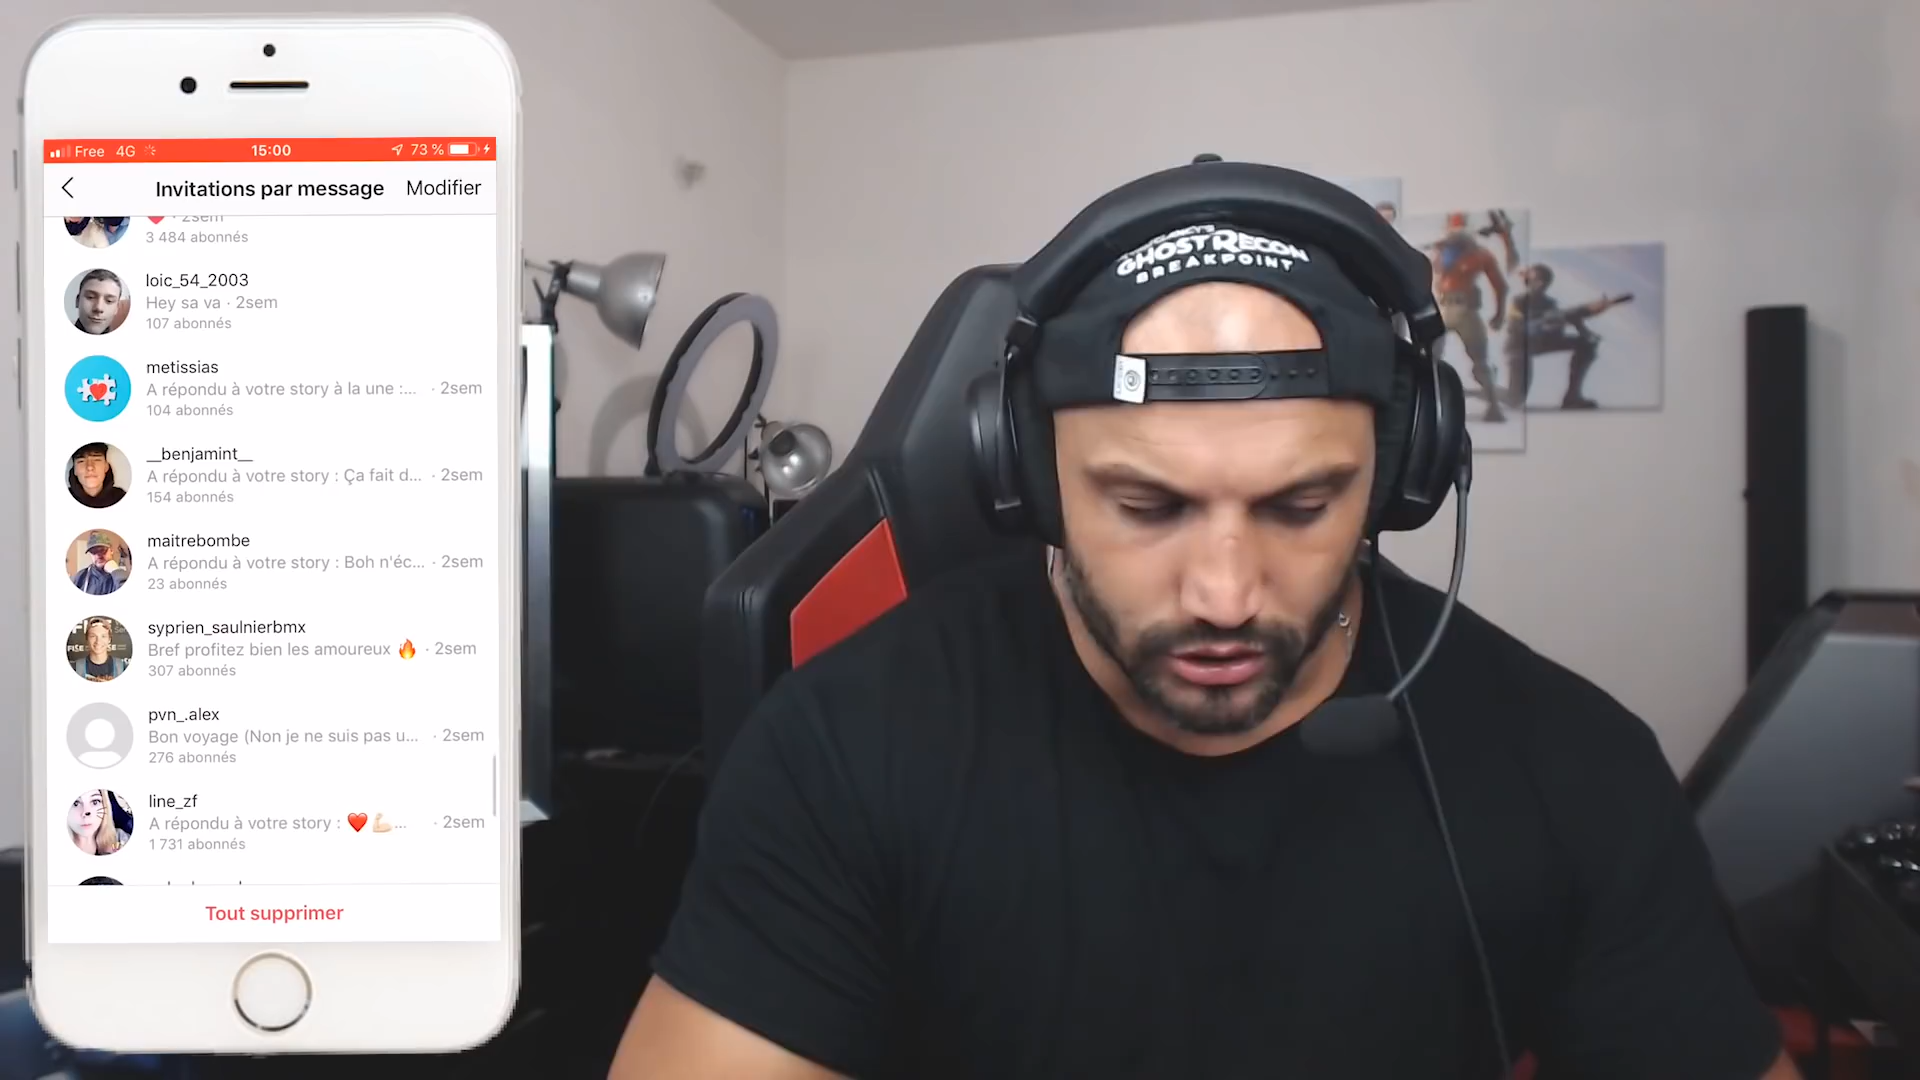 Free 4G 15:00 73 %
Invitations par message Modifier
· 2sem
3 484 abonnés
loic_54_2003
Hey sa va · 2sem
107 abonnés
metissias
A répondu à votre story à la une :... · 2sem
104 abonnés
__benjamint__
A répondu à votre story : Ça fait d... · 2sem
154 abonnés
maitrebombe
A répondu à votre story : Boh n'éc... · 2sem
23 abonnés
syprien_saulnierbmx
Bref profitez bien les amoureux 🔥 · 2sem
307 abonnés
pvn_.alex
Bon voyage (Non je ne suis pas u... · 2sem
276 abonnés
line_zf
A répondu à votre story : ❤️💪🏻... · 2sem
1 731 abonnés
Tout supprimer
GHOST RECON
BREAKPOINT